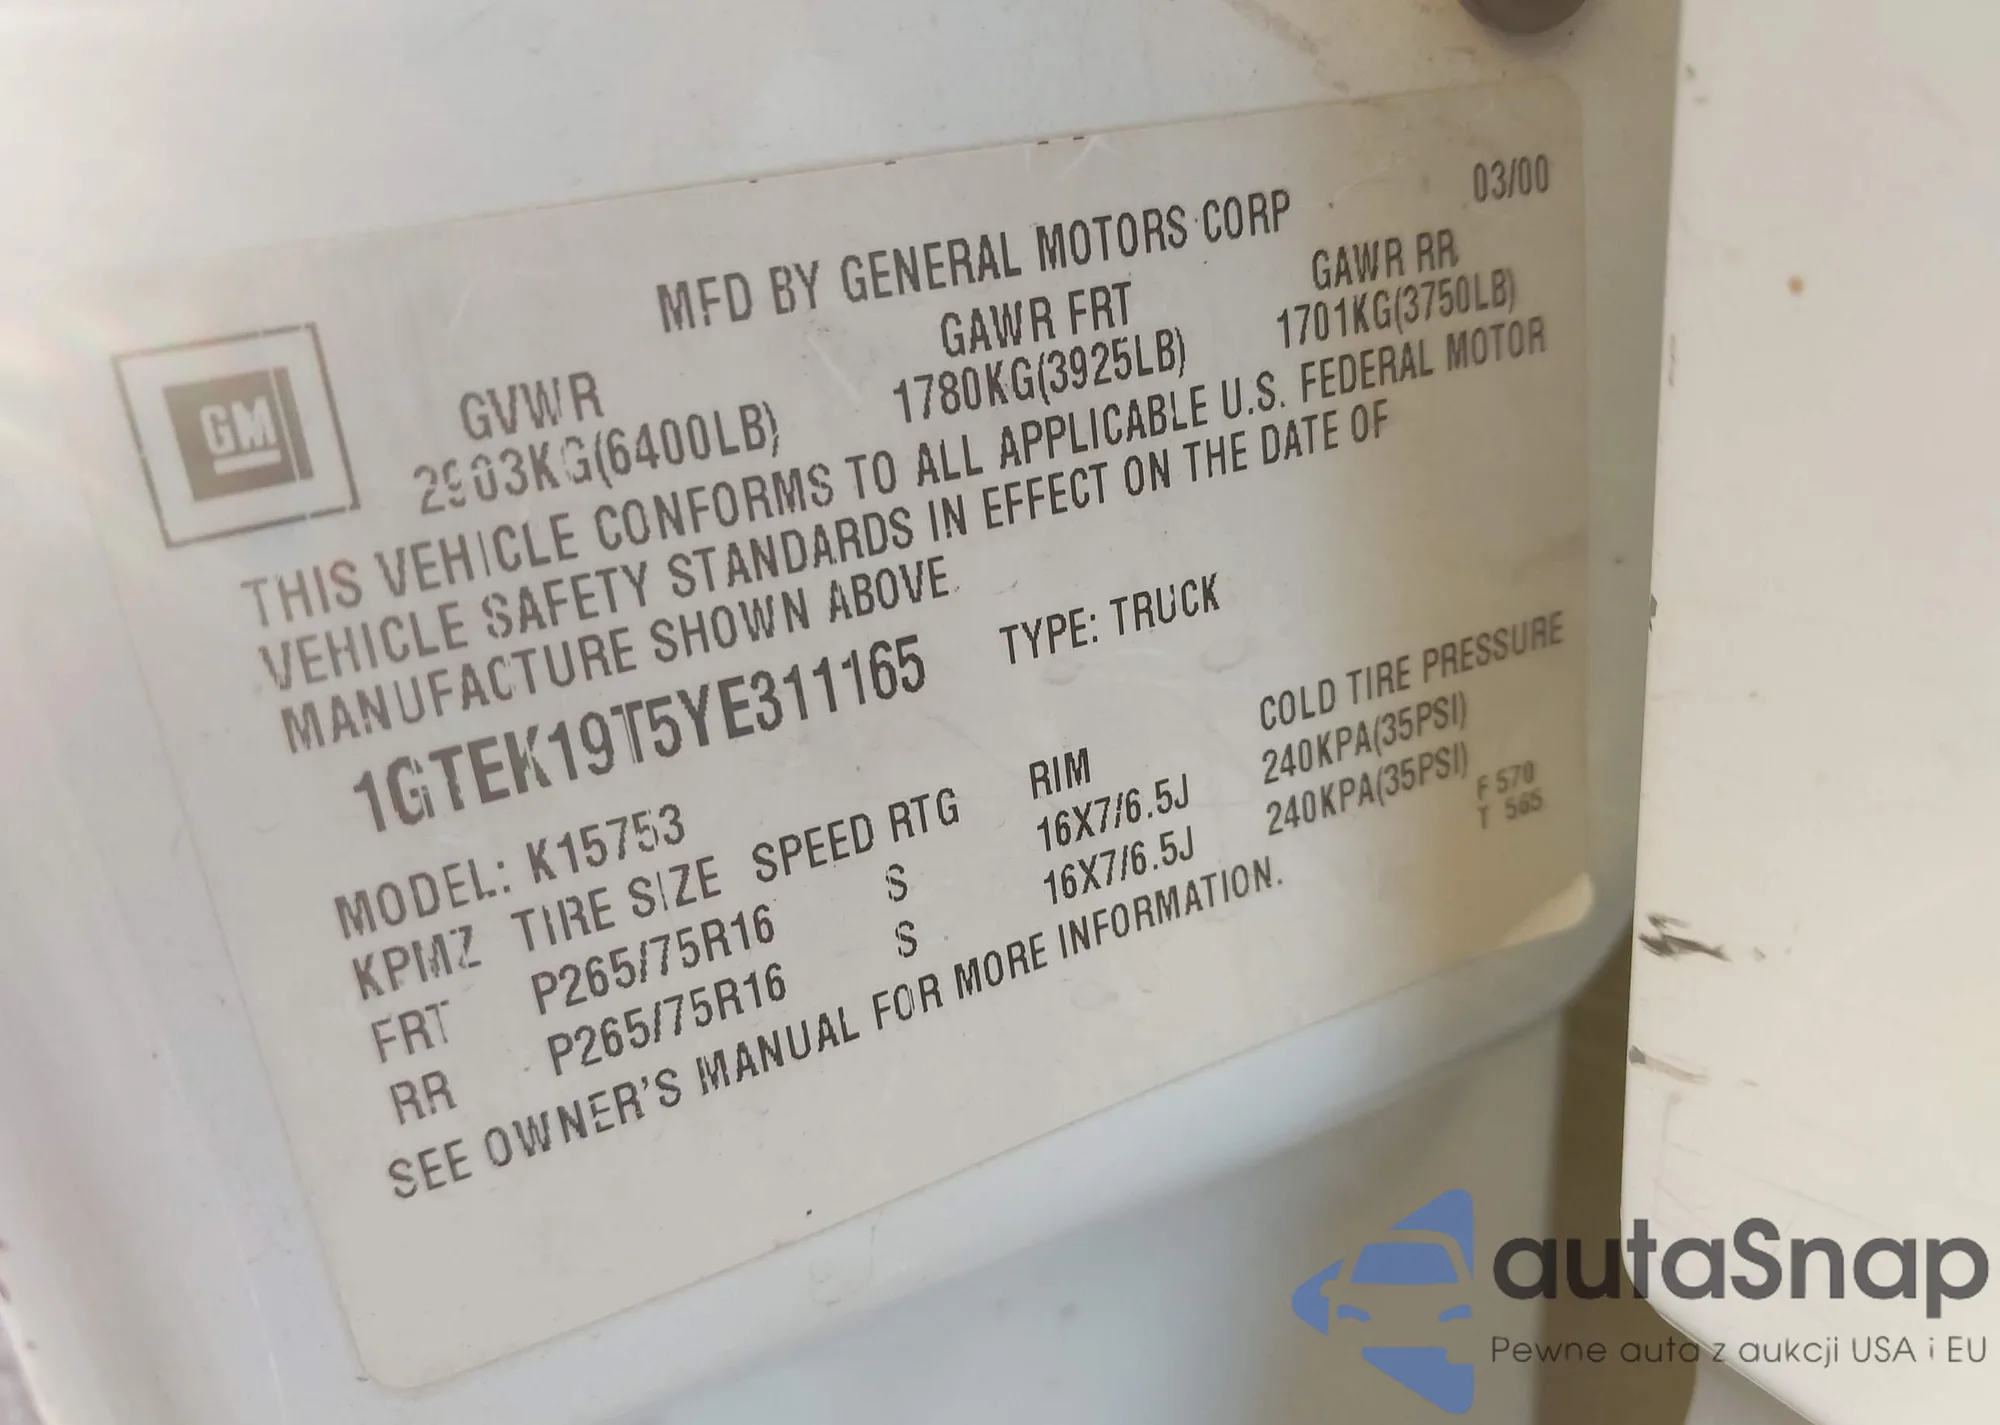 MFD BY GENERAL MOTORS CORP 03/00
GM
GVWR GAWR FRT GAWR RR
2903KG(6400LB) 1780KG(3925LB) 1701KG(3750LB)
THIS VEHICLE CONFORMS TO ALL APPLICABLE U.S. FEDERAL MOTOR
VEHICLE SAFETY STANDARDS IN EFFECT ON THE DATE OF
MANUFACTURE SHOWN ABOVE
1GTEK19T5YE311165 TYPE: TRUCK
MODEL: K15753
KPMZ TIRE SIZE SPEED RTG RIM COLD TIRE PRESSURE
FRT P265/75R16 S 16X7/6.5J 240KPA(35PSI)
RR P265/75R16 S 16X7/6.5J 240KPA(35PSI)
F 570
T 565
SEE OWNER'S MANUAL FOR MORE INFORMATION.
autaSnap
Pewne auta z aukcji USA i EU